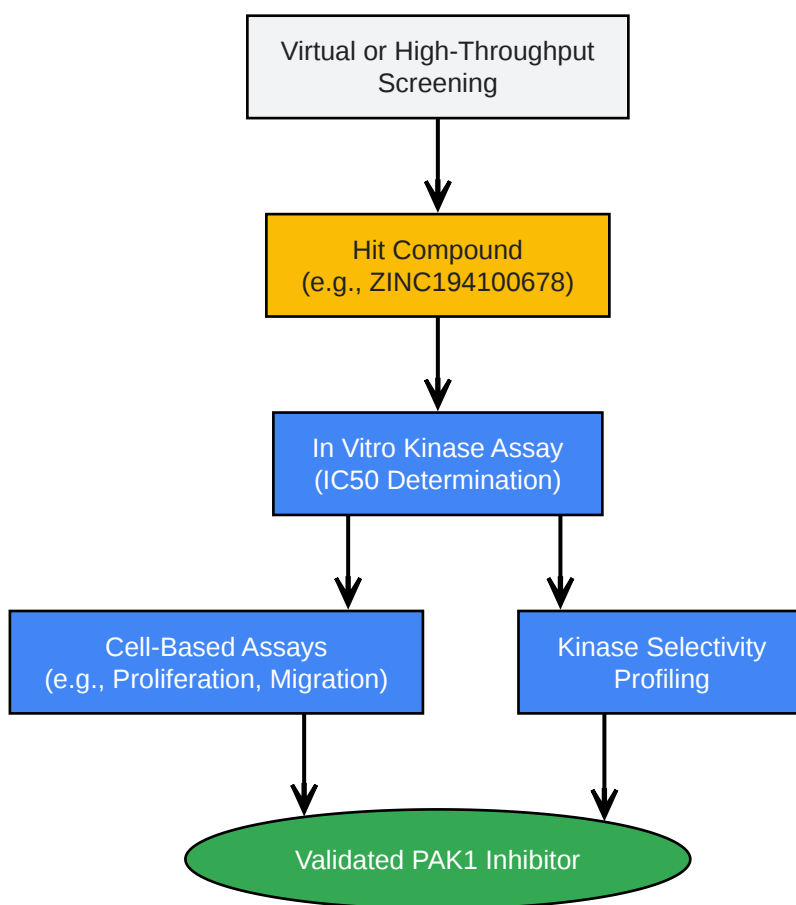 Virtual or High-Throughput
Screening
Hit Compound
(e.g., ZINC194100678)
In Vitro Kinase Assay
(IC50 Determination)
Cell-Based Assays
(e.g., Proliferation, Migration)
Kinase Selectivity
Profiling
Validated PAK1 Inhibitor